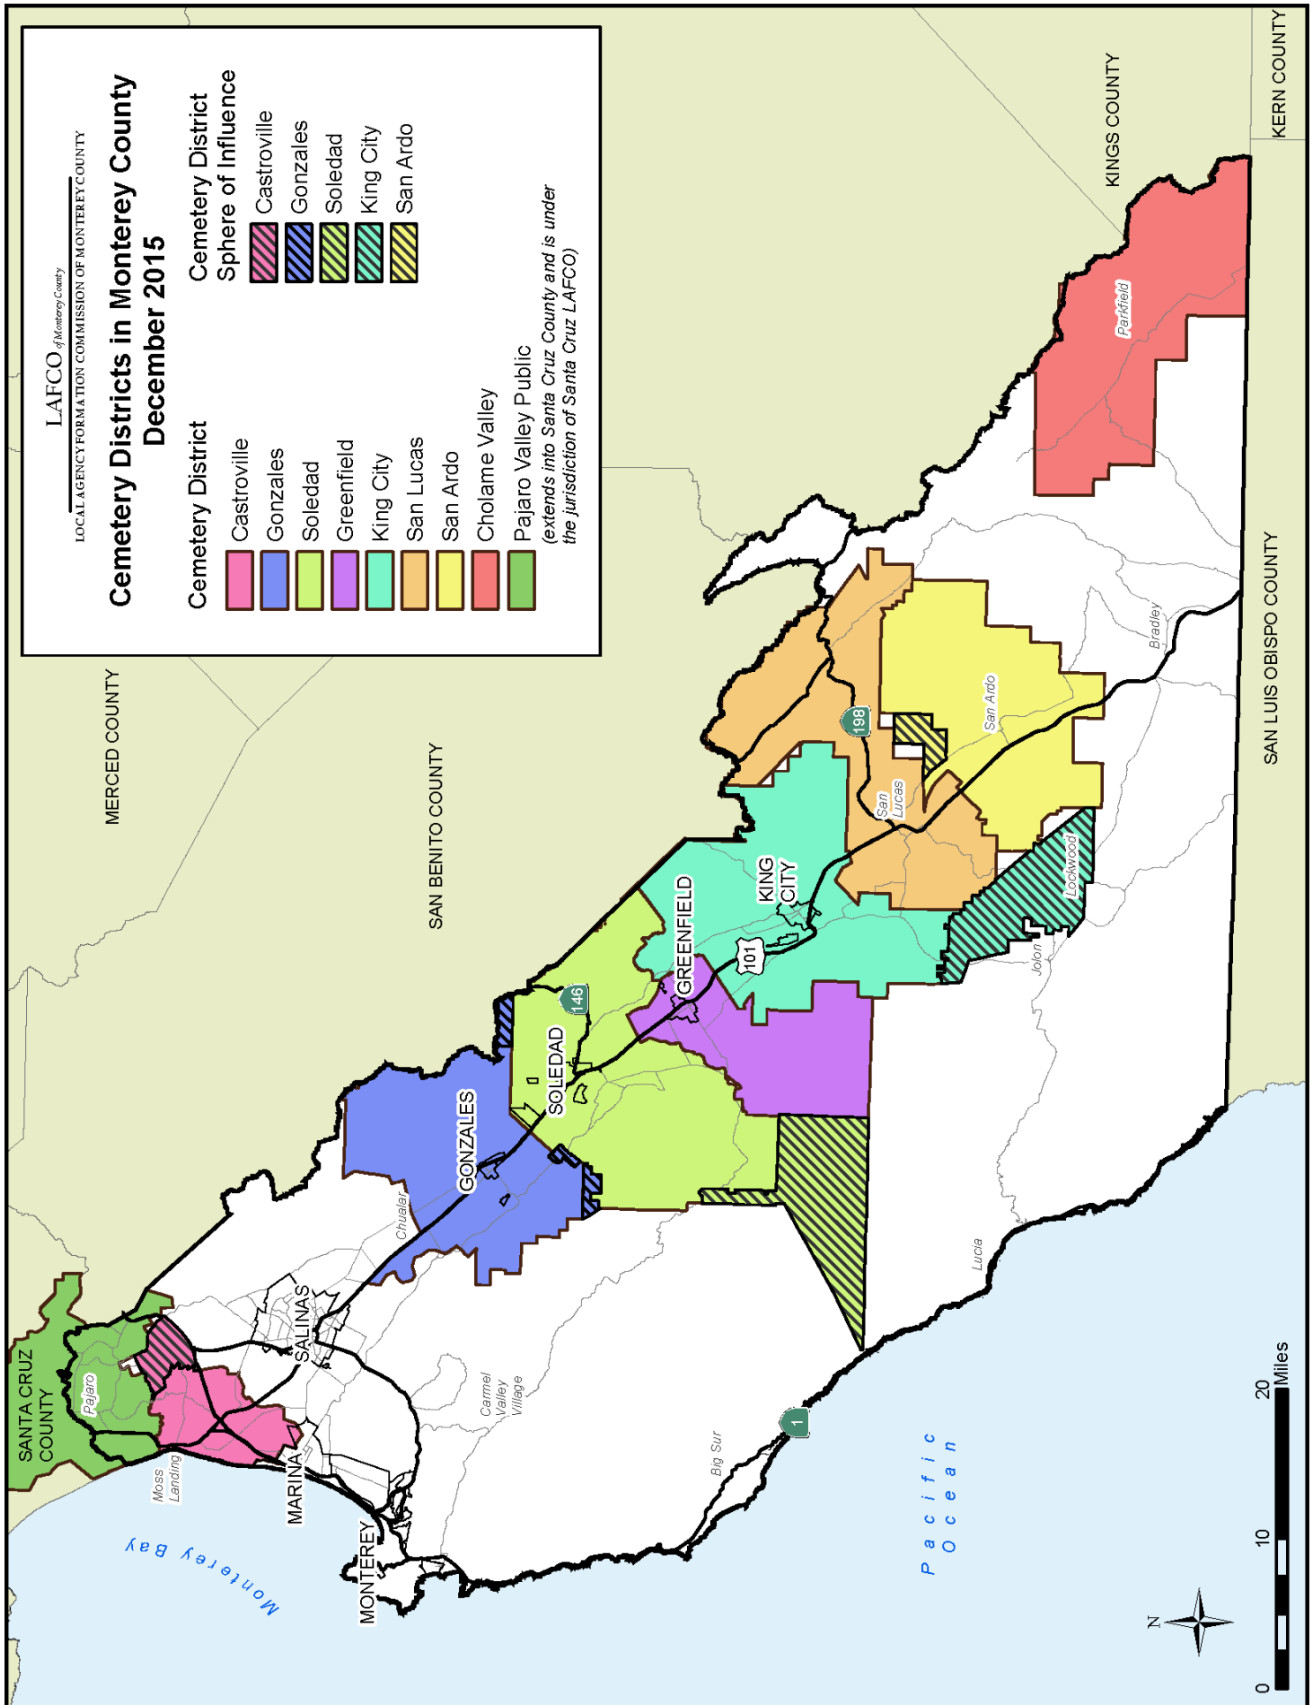 LAFCO of Monterey County
LOCAL AGENCY FORMATION COMMISSION OF MONTEREY COUNTY
Cemetery Districts in Monterey County
December 2015
Cemetery District
Castroville
Gonzales
Soledad
Greenfield
King City
San Lucas
San Ardo
Cholame Valley
Pajaro Valley Public
(extends into Santa Cruz County and is under
the jurisdiction of Santa Cruz LAFCO)
Cemetery District
Sphere of Influence
Castroville
Gonzales
Soledad
King City
San Ardo
SANTA CRUZ
COUNTY
MERCED COUNTY
SAN BENITO COUNTY
KINGS COUNTY
KERN COUNTY
SAN LUIS OBISPO COUNTY
Pajaro
Moss
Landing
Monterey Bay
MARINA
MONTEREY
SALINAS
Carmel
Valley
Village
Chualar
GONZALES
SOLEDAD
146
GREENFIELD
101
KING
CITY
San
Lucas
198
San Ardo
Lockwood
Jolon
Bradley
Parkfield
Big Sur
1
Lucia
Pacific
Ocean
N
0
10
20
Miles